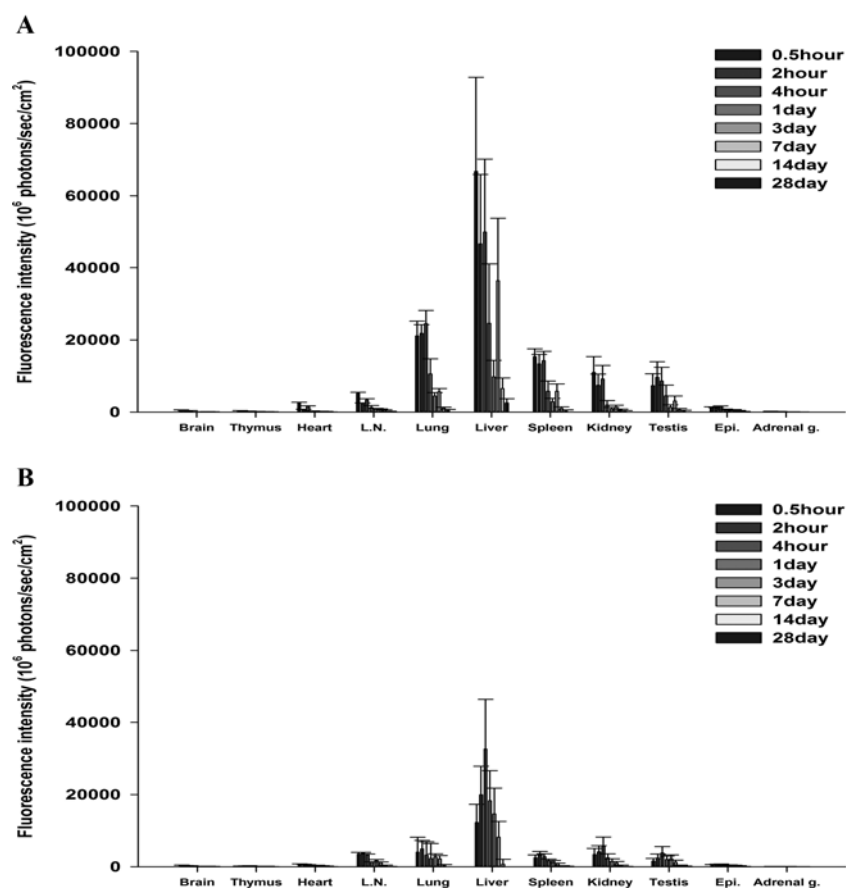 A
Fluorescence intensity (10⁶ photons/sec/cm²)
100000
80000
60000
40000
20000
0
0.5hour
2hour
4hour
1day
3day
7day
14day
28day
Brain Thymus Heart L.N. Lung Liver Spleen Kidney Testis Epi. Adrenal g.
B
Fluorescence intensity (10⁶ photons/sec/cm²)
100000
80000
60000
40000
20000
0
0.5hour
2hour
4hour
1day
3day
7day
14day
28day
Brain Thymus Heart L.N. Lung Liver Spleen Kidney Testis Epi. Adrenal g.